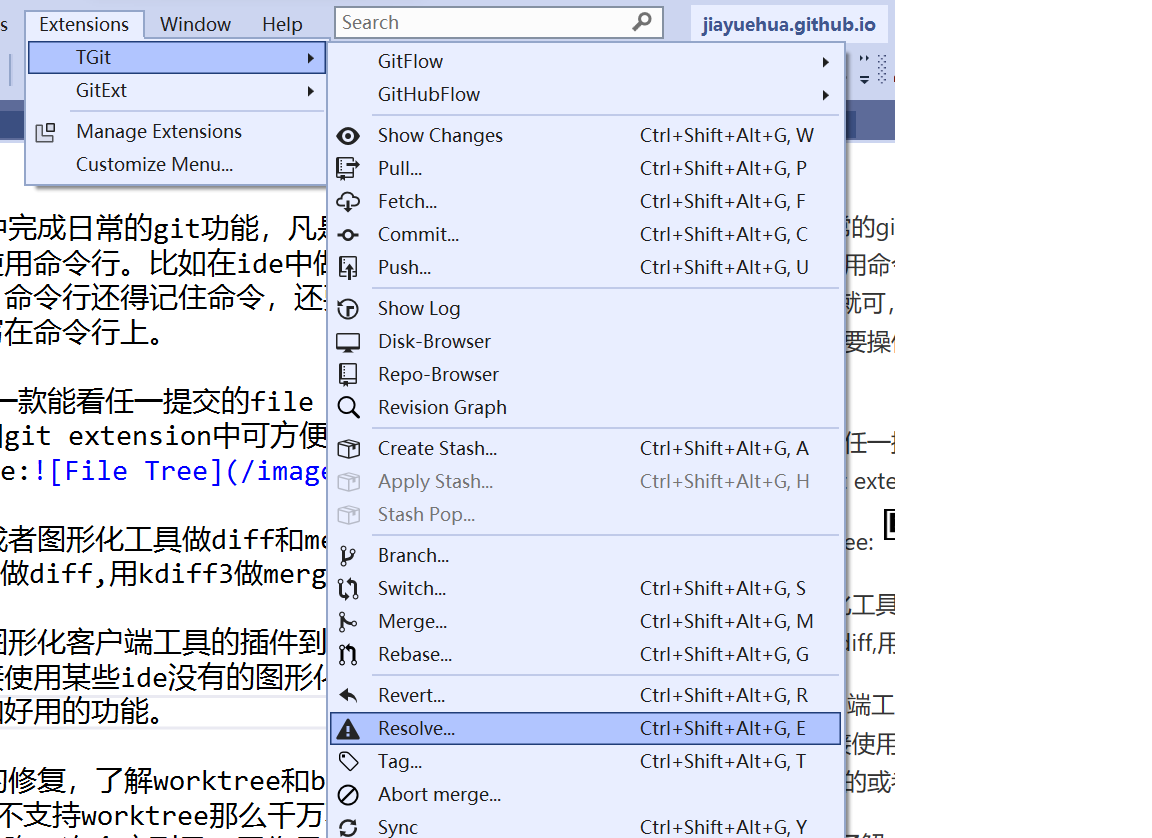 s Extensions Window Help Search jiayuehua.github.io
TGit
GitExt
Manage Extensions
Customize Menu...
GitFlow
GitHubFlow
Show Changes Ctrl+Shift+Alt+G, W
Pull... Ctrl+Shift+Alt+G, P
Fetch... Ctrl+Shift+Alt+G, F
Commit... Ctrl+Shift+Alt+G, C
Push... Ctrl+Shift+Alt+G, U
Show Log
Disk-Browser
Repo-Browser
Revision Graph
Create Stash... Ctrl+Shift+Alt+G, A
Apply Stash... Ctrl+Shift+Alt+G, H
Stash Pop...
Branch...
Switch... Ctrl+Shift+Alt+G, S
Merge... Ctrl+Shift+Alt+G, M
Rebase... Ctrl+Shift+Alt+G, G
Revert... Ctrl+Shift+Alt+G, R
Resolve... Ctrl+Shift+Alt+G, E
Tag... Ctrl+Shift+Alt+G, T
Abort merge...
Sync Ctrl+Shift+Alt+G, Y
中完成日常的git功能，凡是
使用命令行。比如在ide中做
命令行还得记住命令，还
写在命令行上。
一款能看任一提交的file
git extension中可方便
e:![File Tree](/image
或者图形化工具做diff和me
做diff,用kdiff3做merg
图形化客户端工具的插件到
使用某些ide没有的图形化
和好用的功能。
的修复，了解worktree和b
不支持worktree那么千万
的gi
用命令
就可，
要操作
任一提
exte
ee:
化工具
diff,用
端工
接使用
的或者